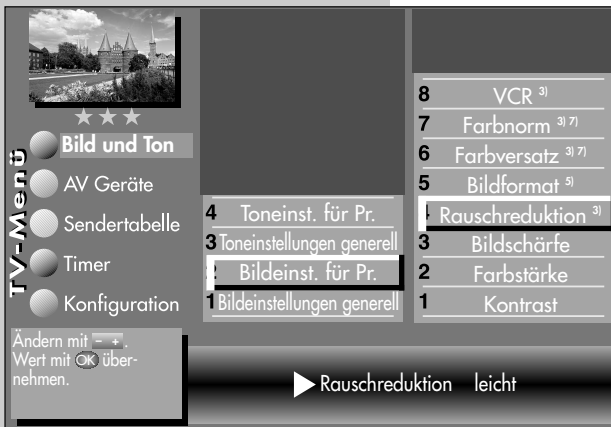 TV-Menü
Bild und Ton
AV Geräte
Sendertabelle
Timer
Konfiguration
4 Toneinst. für Pr.
3 Toneinstellungen generell
2 Bildeinst. für Pr.
1 Bildeinstellungen generell
8 VCR 3)
7 Farbnorm 3) 7)
6 Farbversatz 3) 7)
5 Bildformat 5)
4 Rauschreduktion 3)
3 Bildschärfe
2 Farbstärke
1 Kontrast
Ändern mit - + .
Wert mit OK über-
nehmen.
Rauschreduktion leicht